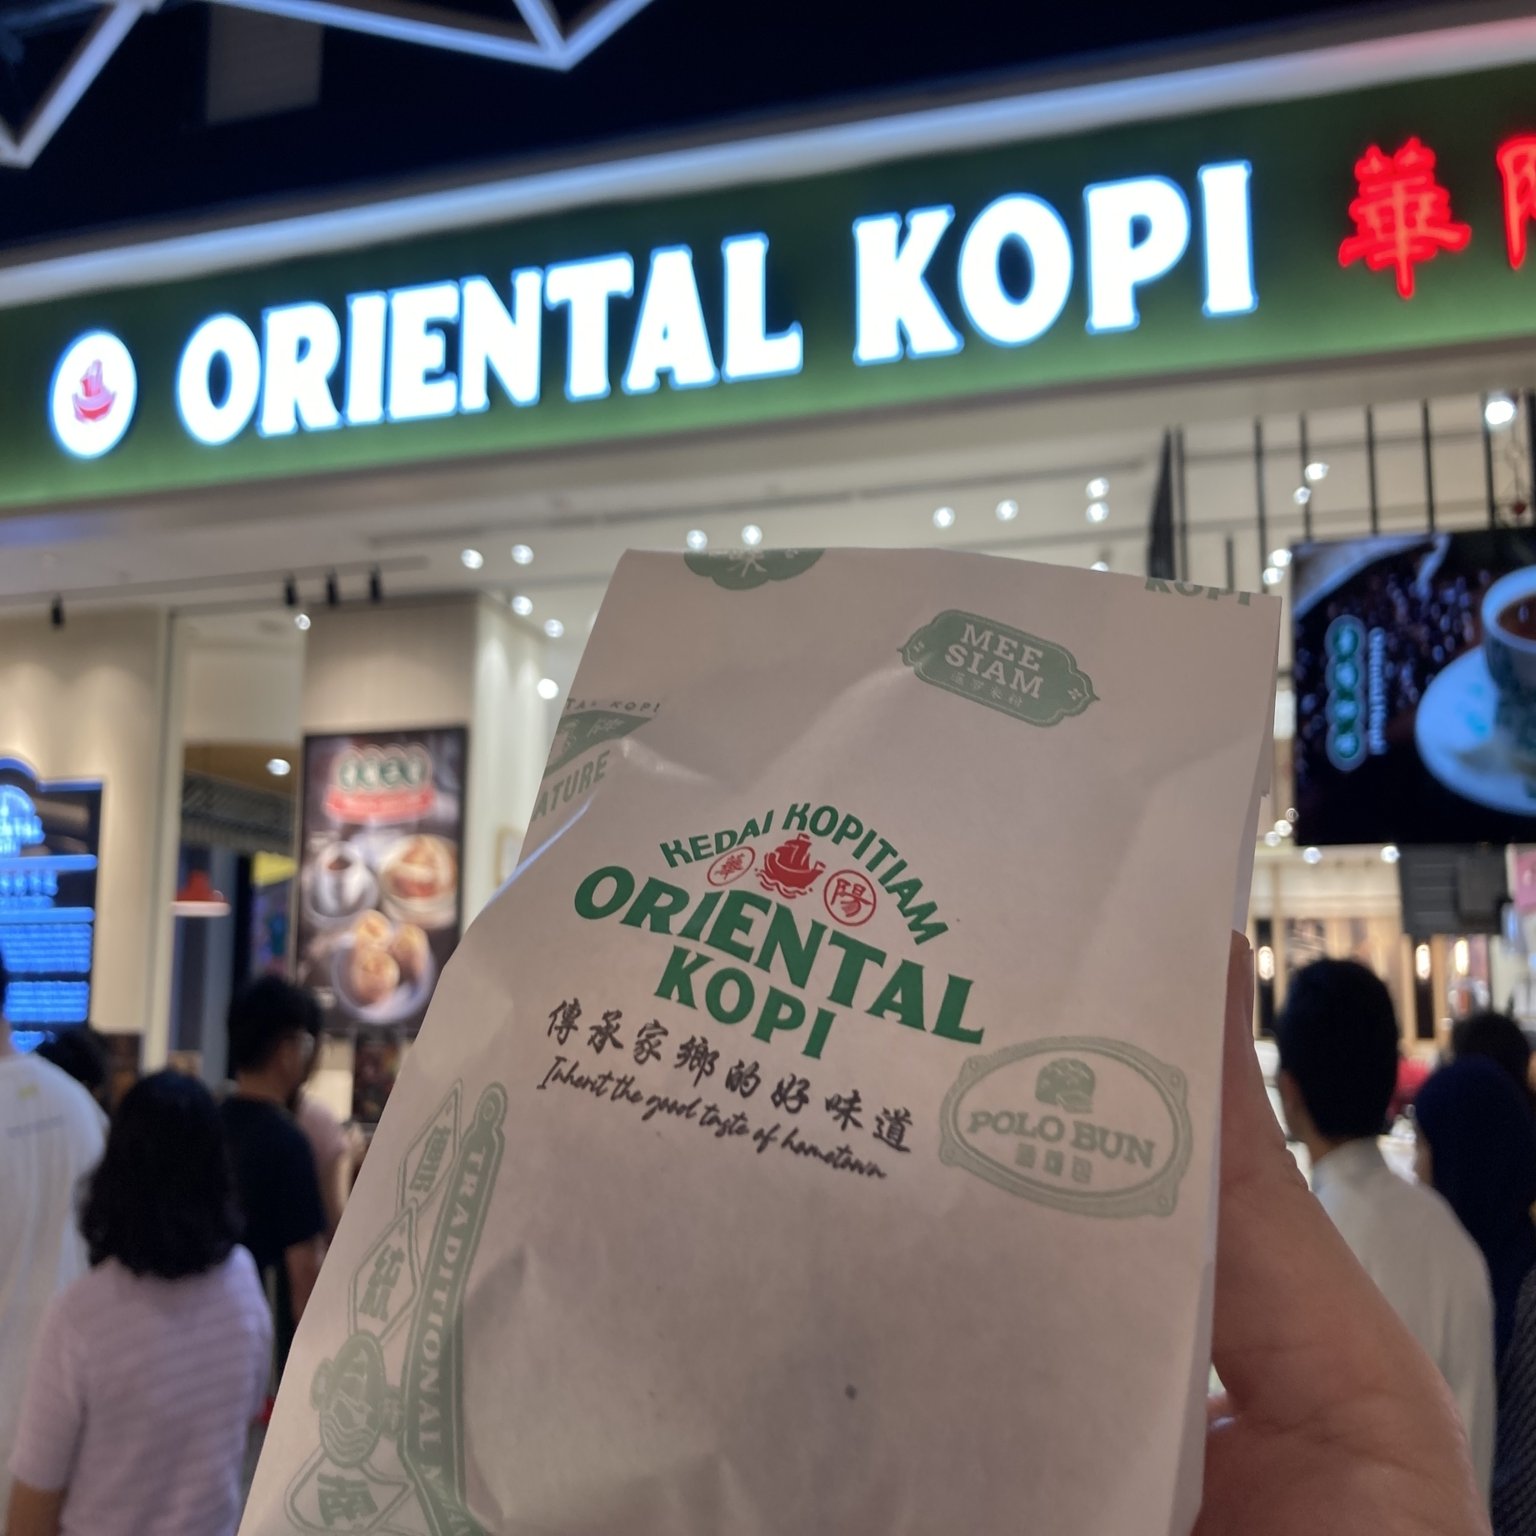 ORIENTAL KOPI 華
KOPI
MEE
SIAM
ATURE
KEDAI KOPITIAM
華 陽
ORIENTAL
KOPI
傳承家鄉的好味道
Inherit the good taste of hometown
POLO BUN
TRADITIONAL